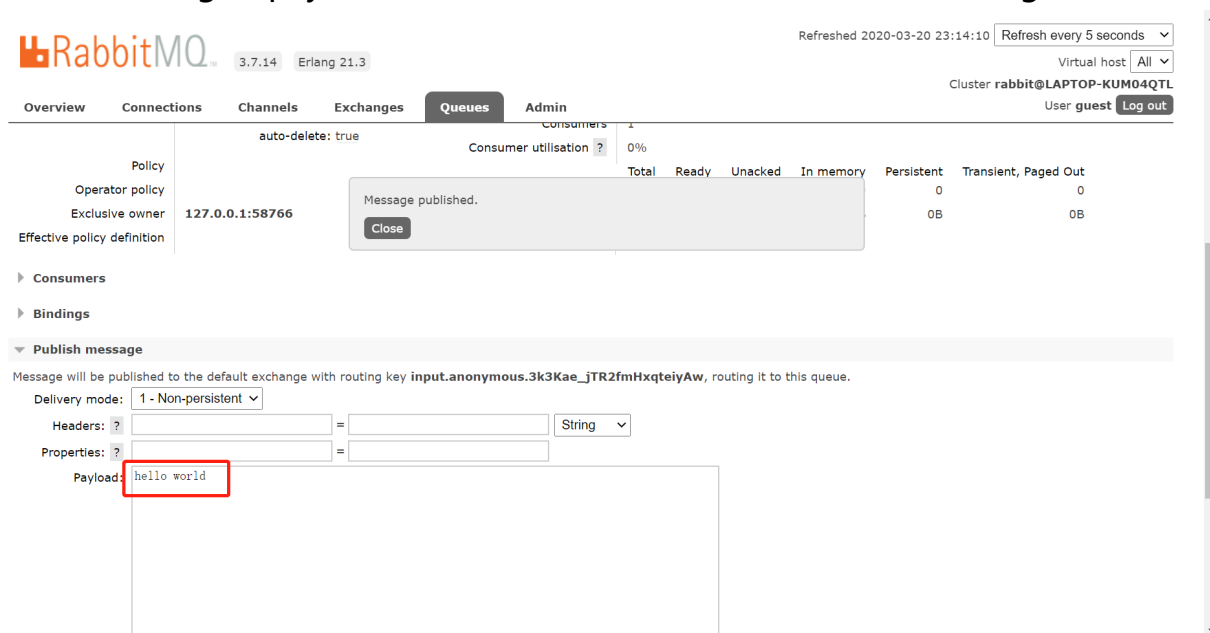 Refreshed 2020-03-20 23:14:10 Refresh every 5 seconds
RabbitMQ 3.7.14 Erlang 21.3
Virtual host All
Cluster rabbit@LAPTOP-KUM04QTL
User guest Log out
Overview Connections Channels Exchanges Queues Admin
auto-delete: true
Consumers 1
Consumer utilisation ? 0%
Policy
Total Ready Unacked In memory Persistent Transient, Paged Out
Operator policy
0 0
Message published.
Exclusive owner 127.0.0.1:58766
0B 0B
Close
Effective policy definition
Consumers
Bindings
Publish message
Message will be published to the default exchange with routing key input.anonymous.3k3Kae_jTR2fmHxqteiyAw, routing it to this queue.
Delivery mode: 1 - Non-persistent
Headers: ? = String
Properties: ? =
Payload: hello world